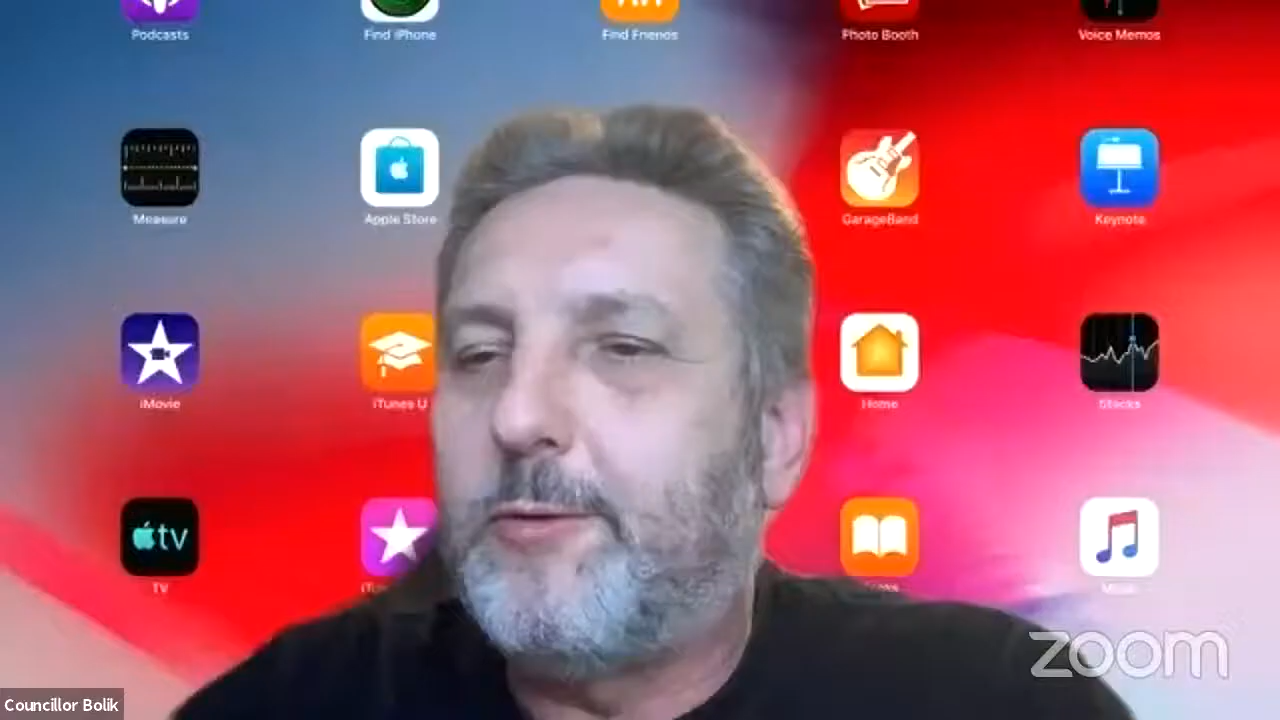 Podcasts
Find iPhone
Find Friends
Photo Booth
Voice Memos
Measure
Apple Store
GarageBand
Keynote
iMovie
iTunes U
Home
Stocks
tv
TV
Music
zoom
Councillor Bolik